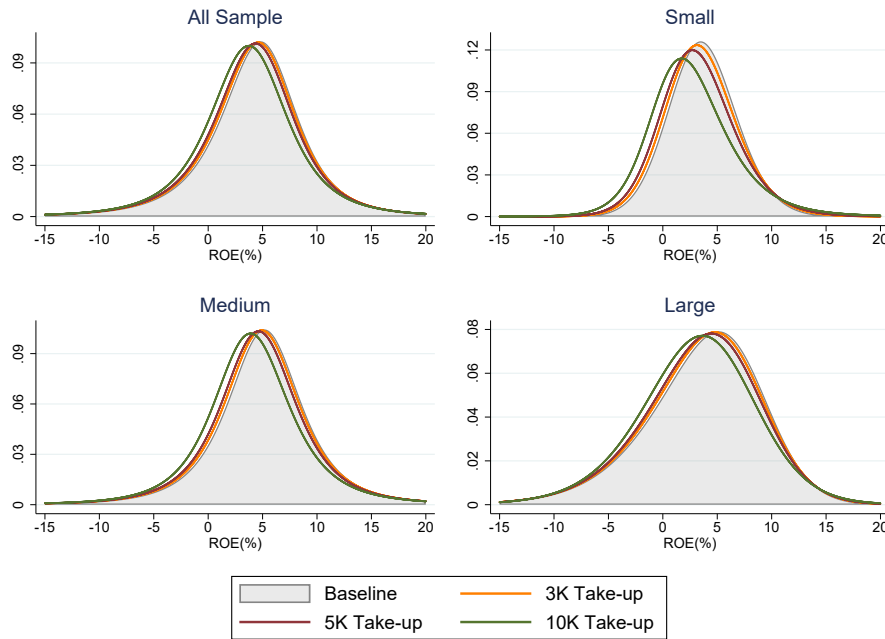 All Sample
.09
.06
.03
0
-15 -10 -5 0 5 10 15 20
ROE(%)
Small
.12
.09
.06
.03
0
-15 -10 -5 0 5 10 15 20
ROE(%)
Medium
.09
.06
.03
0
-15 -10 -5 0 5 10 15 20
ROE(%)
Large
.08
.06
.04
.02
0
-15 -10 -5 0 5 10 15 20
ROE(%)
Baseline 3K Take-up
5K Take-up 10K Take-up